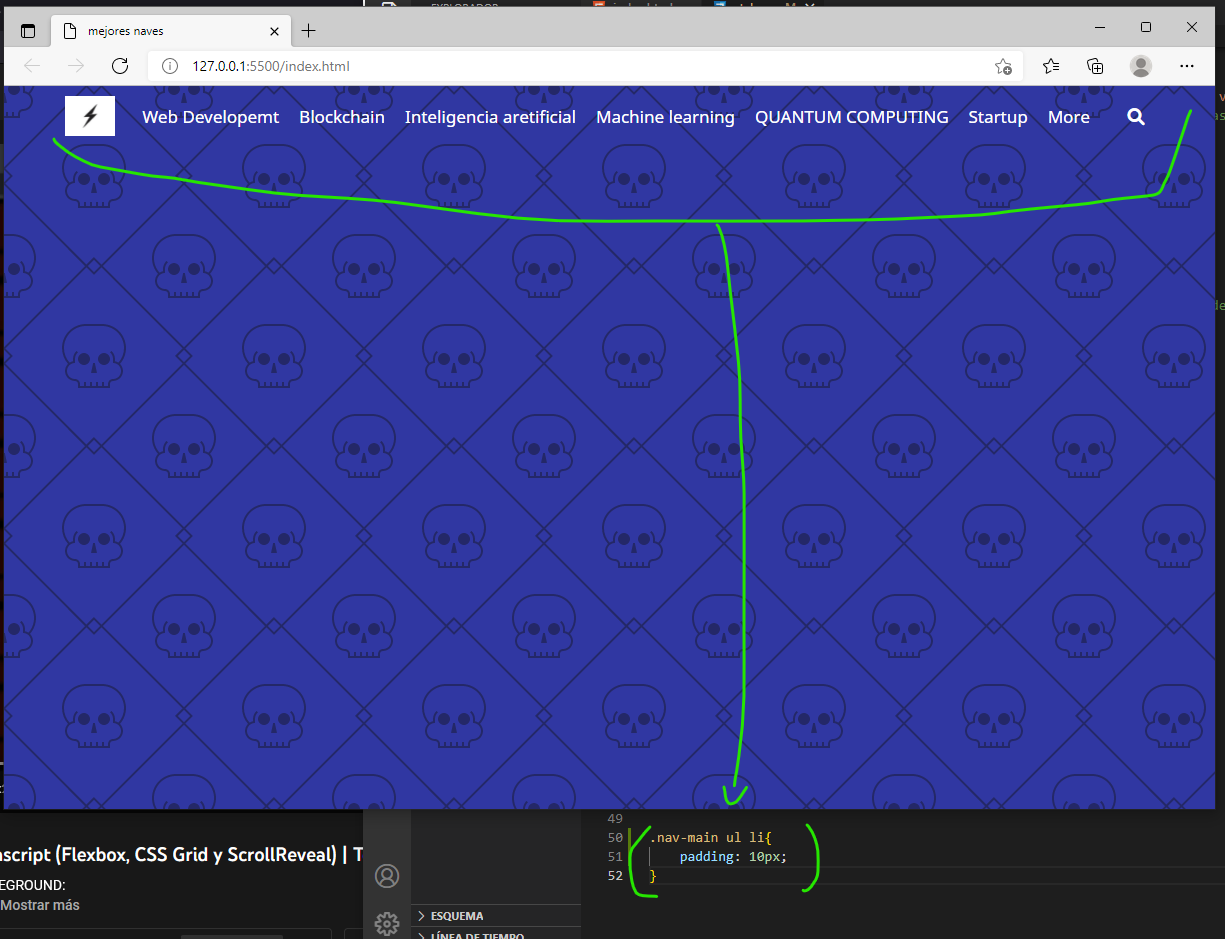 EXPLORADOR
mejores naves
127.0.0.1:5500/index.html
Web Developemt Blockchain Inteligencia aretificial Machine learning QUANTUM COMPUTING Startup More
49
50 .nav-main ul li{
51 padding: 10px;
52 }
ascript (Flexbox, CSS Grid y ScrollReveal) | T
EGROUND:
Mostrar más
ESQUEMA
LÍNEA DE TIEMPO